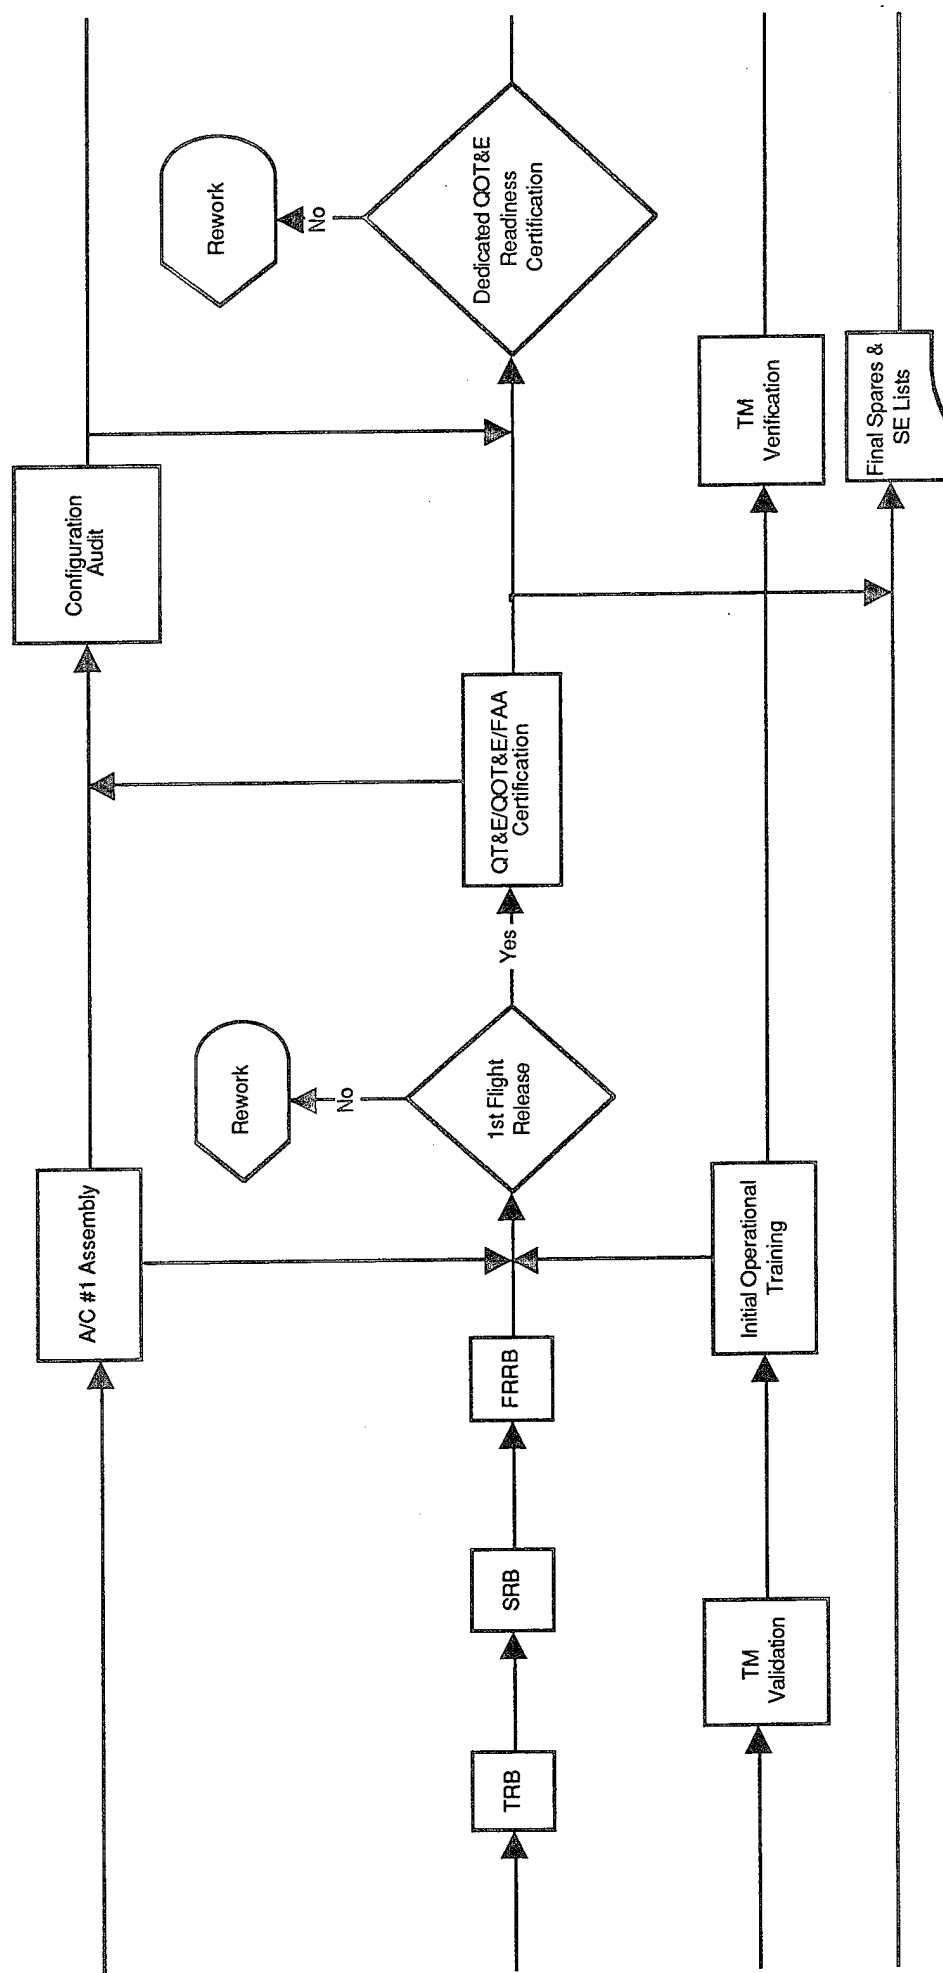 A/C #1 Assembly
Configuration
Audit
Rework
No
Rework
No
TRB
SRB
FRRB
1st Flight
Release
Yes
QT&E/QOT&E/FAA
Certification
Dedicated QOT&E
Readiness
Certification
TM
Validation
Initial Operational
Training
TM
Verification
Final Spares &
SE Lists